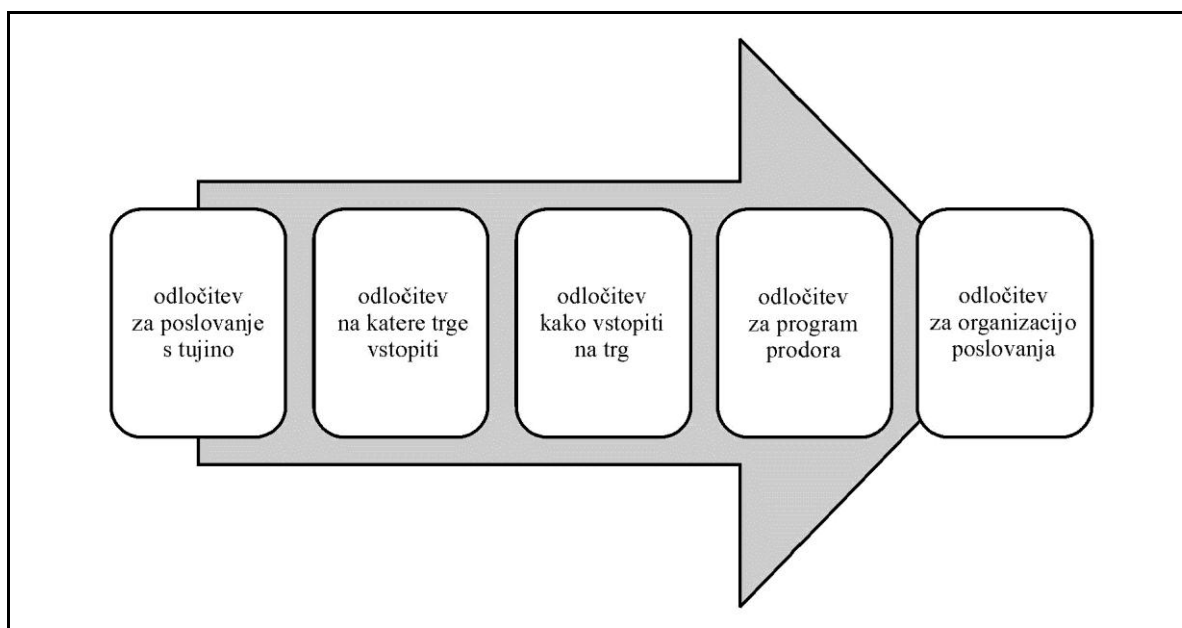 odločitev
za poslovanje
s tujino
odločitev
na katere trge
vstopiti
odločitev
kako vstopiti
na trg
odločitev
za program
prodora
odločitev
za organizacijo
poslovanja